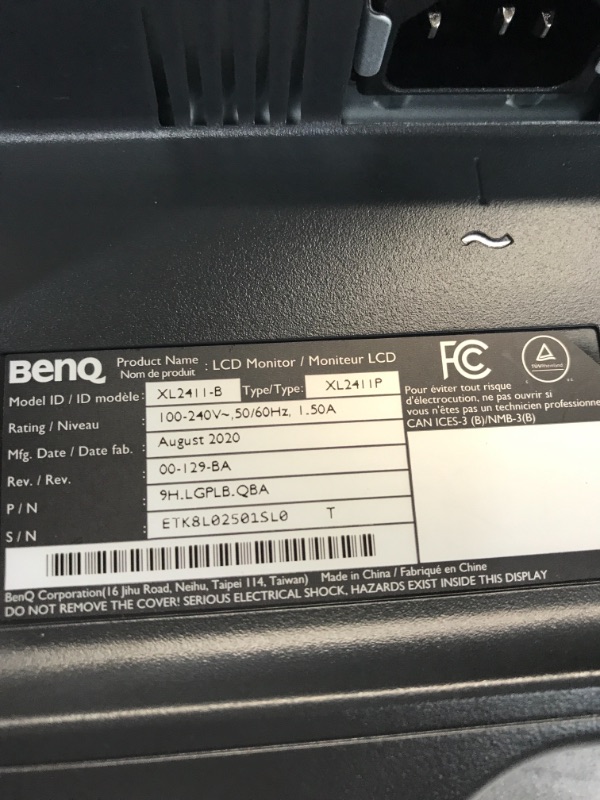 BenQ Product Name : LCD Monitor / Moniteur LCD
Nom de produit
Model ID / ID modèle: XL2411-B Type/Type: XL2411P
Rating / Niveau : 100-240V~,50/60Hz, 1.50A
Mfg. Date / Date fab. : August 2020
Rev. / Rev. : 00-129-BA
P / N : 9H.LGPLB.QBA
S / N : ETK8L02501SL0 T
FC
TÜVRheinland
Pour éviter tout risque
d'électrocution, ne pas ouvrir si
vous n'êtes pas un technicien professionne
CAN ICES-3 (B)/NMB-3(B)
BenQ Corporation(16 Jihu Road, Neihu, Taipei 114, Taiwan) Made in China / Fabriqué en Chine
DO NOT REMOVE THE COVER! SERIOUS ELECTRICAL SHOCK, HAZARDS EXIST INSIDE THIS DISPLAY